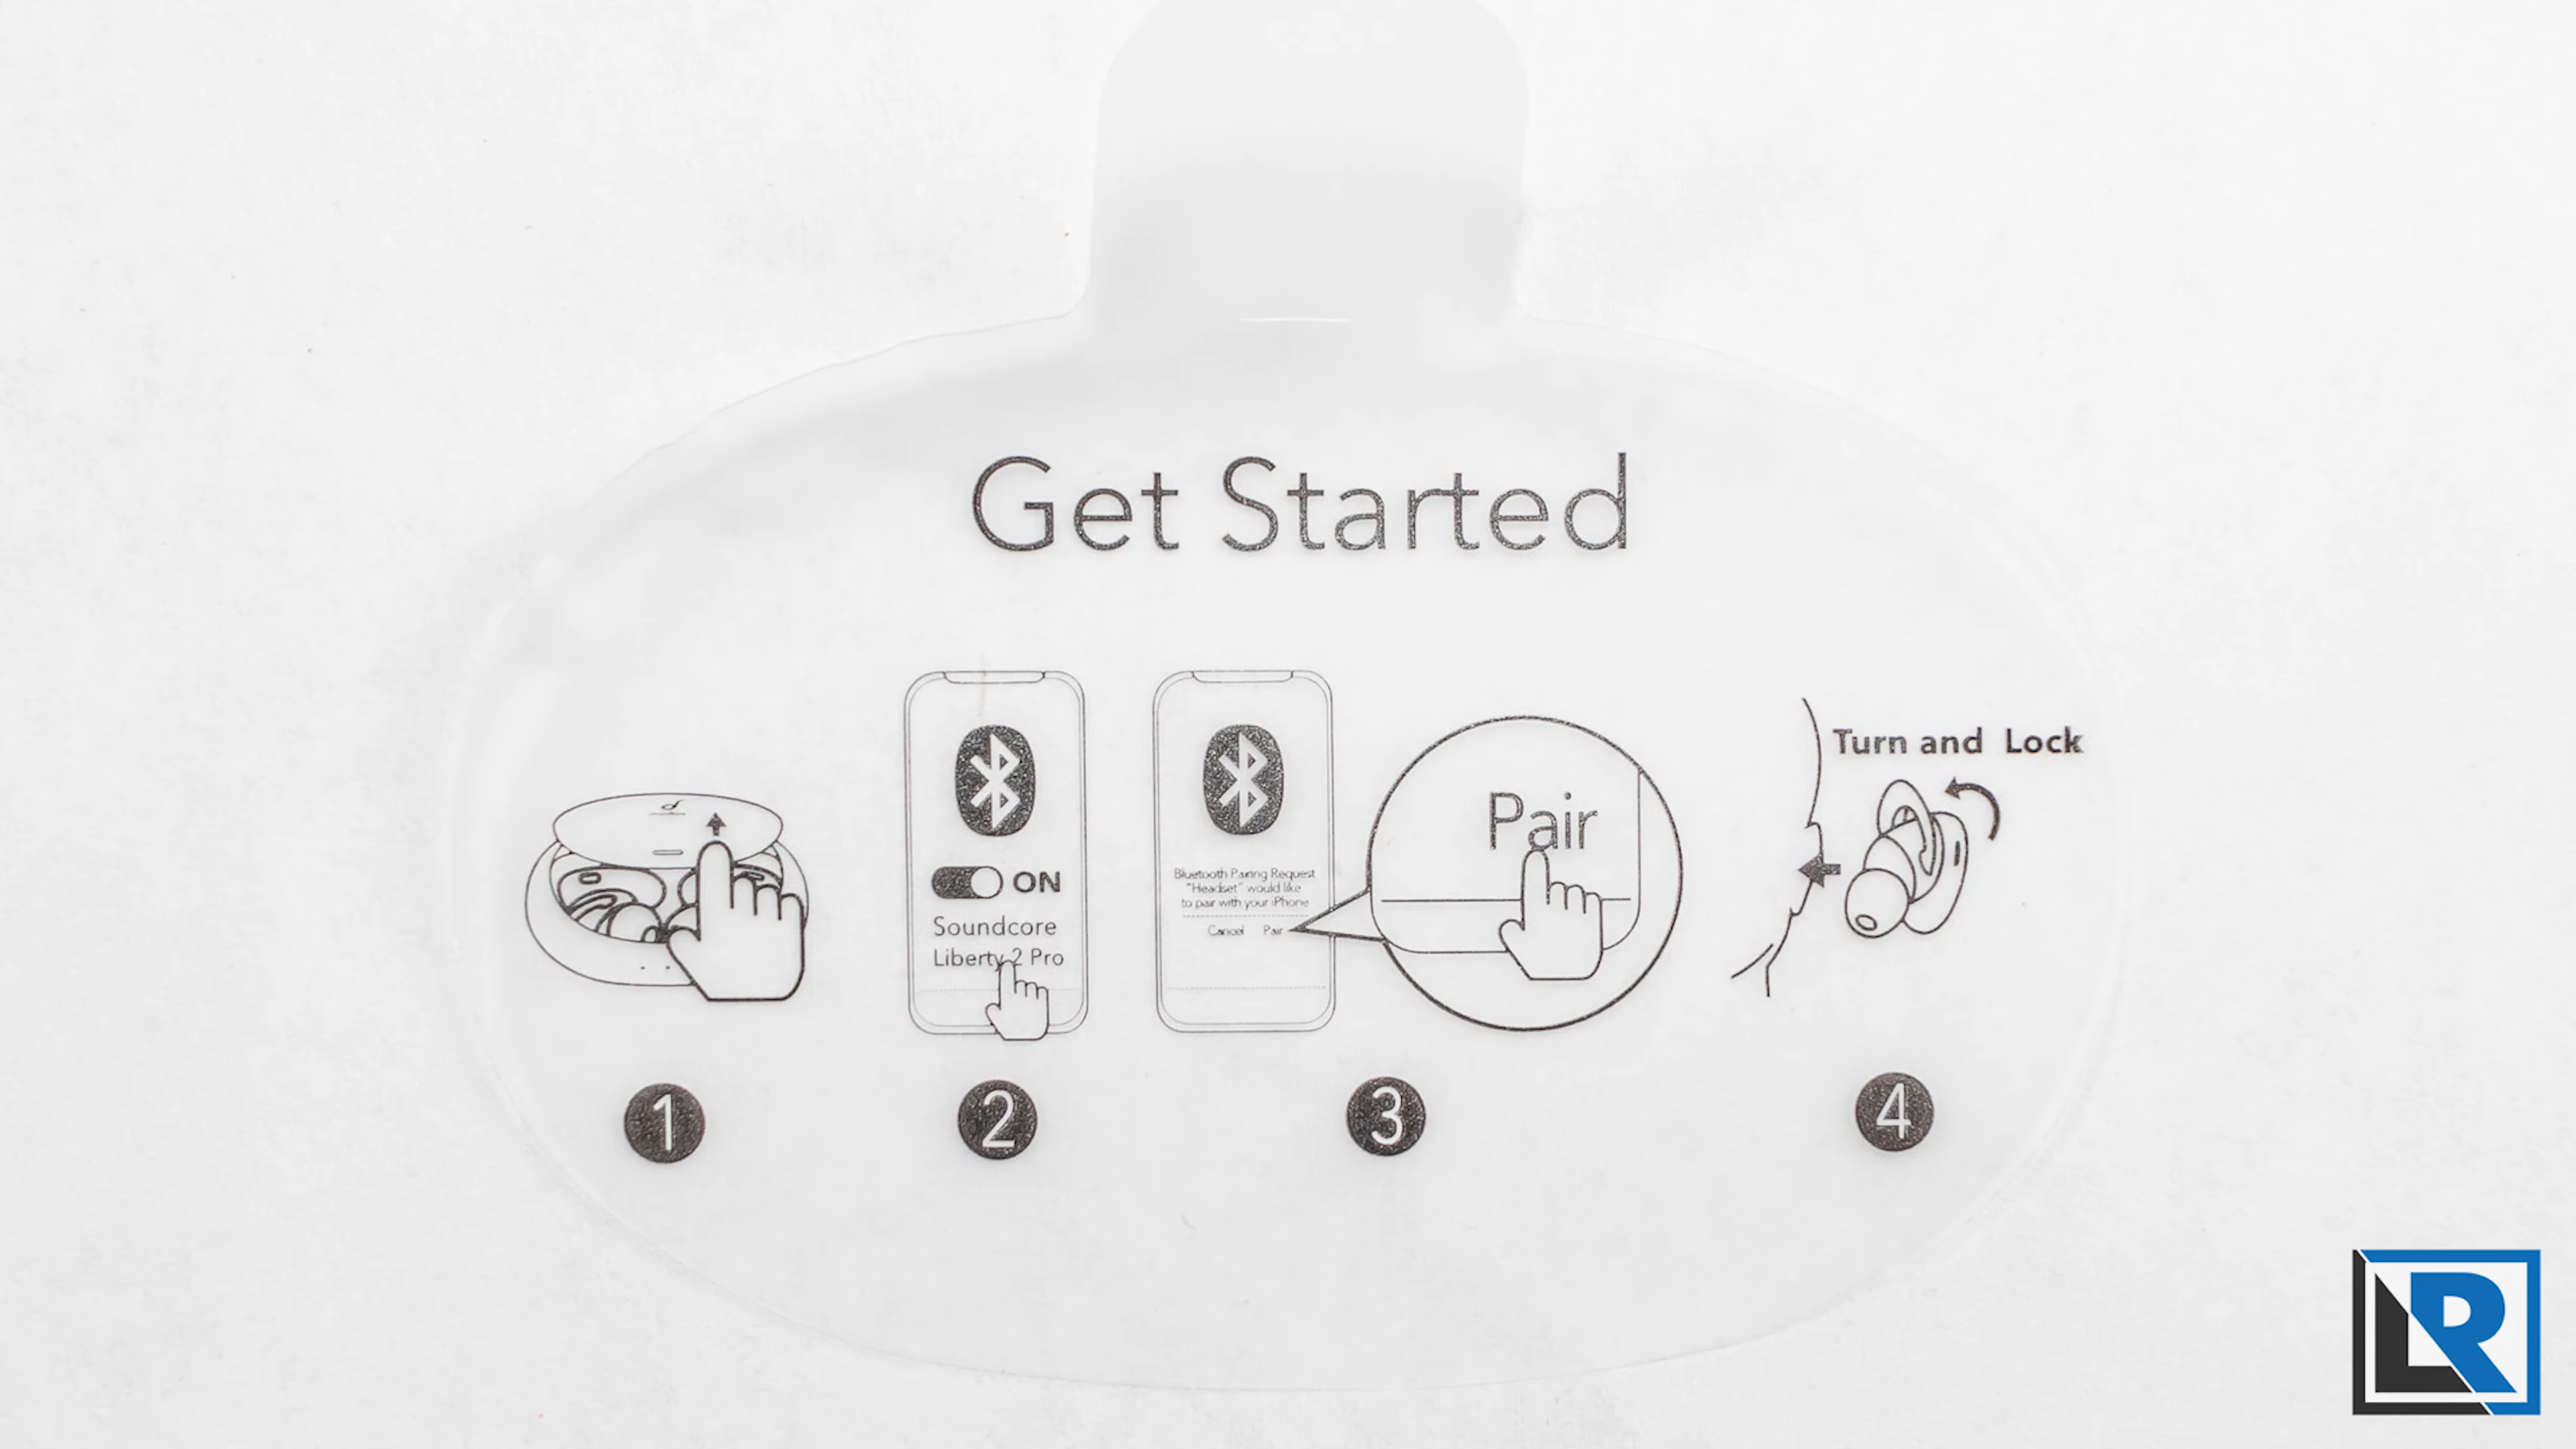 Get Started
ON
Soundcore
Liberty 2 Pro
Bluetooth Pairing Request
"Headset" would like
to pair with your iPhone
Cancel Pair
Pair
Turn and Lock
1
2
3
4
LR